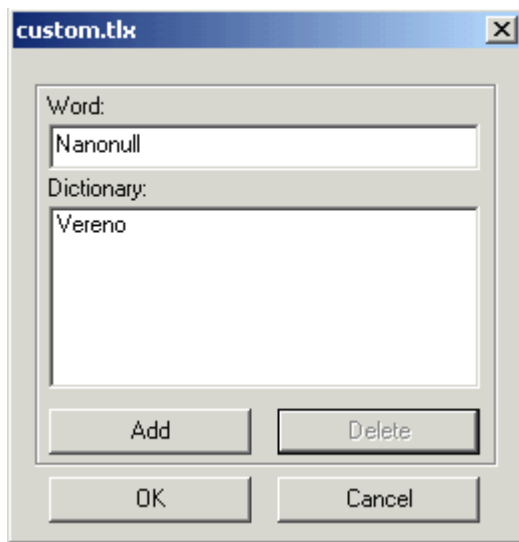 custom.tlx
Word:
Nanonull
Dictionary:
Vereno
Add Delete
OK Cancel